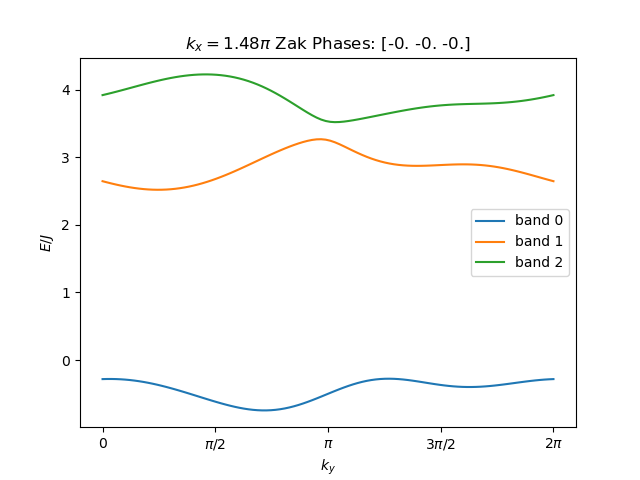 $k_x = 1.48\pi$ Zak Phases: [-0. -0. -0.]
4
3
2
1
0
E/J
band 0
band 1
band 2
0
π/2
π
3π/2
2π
$k_y$